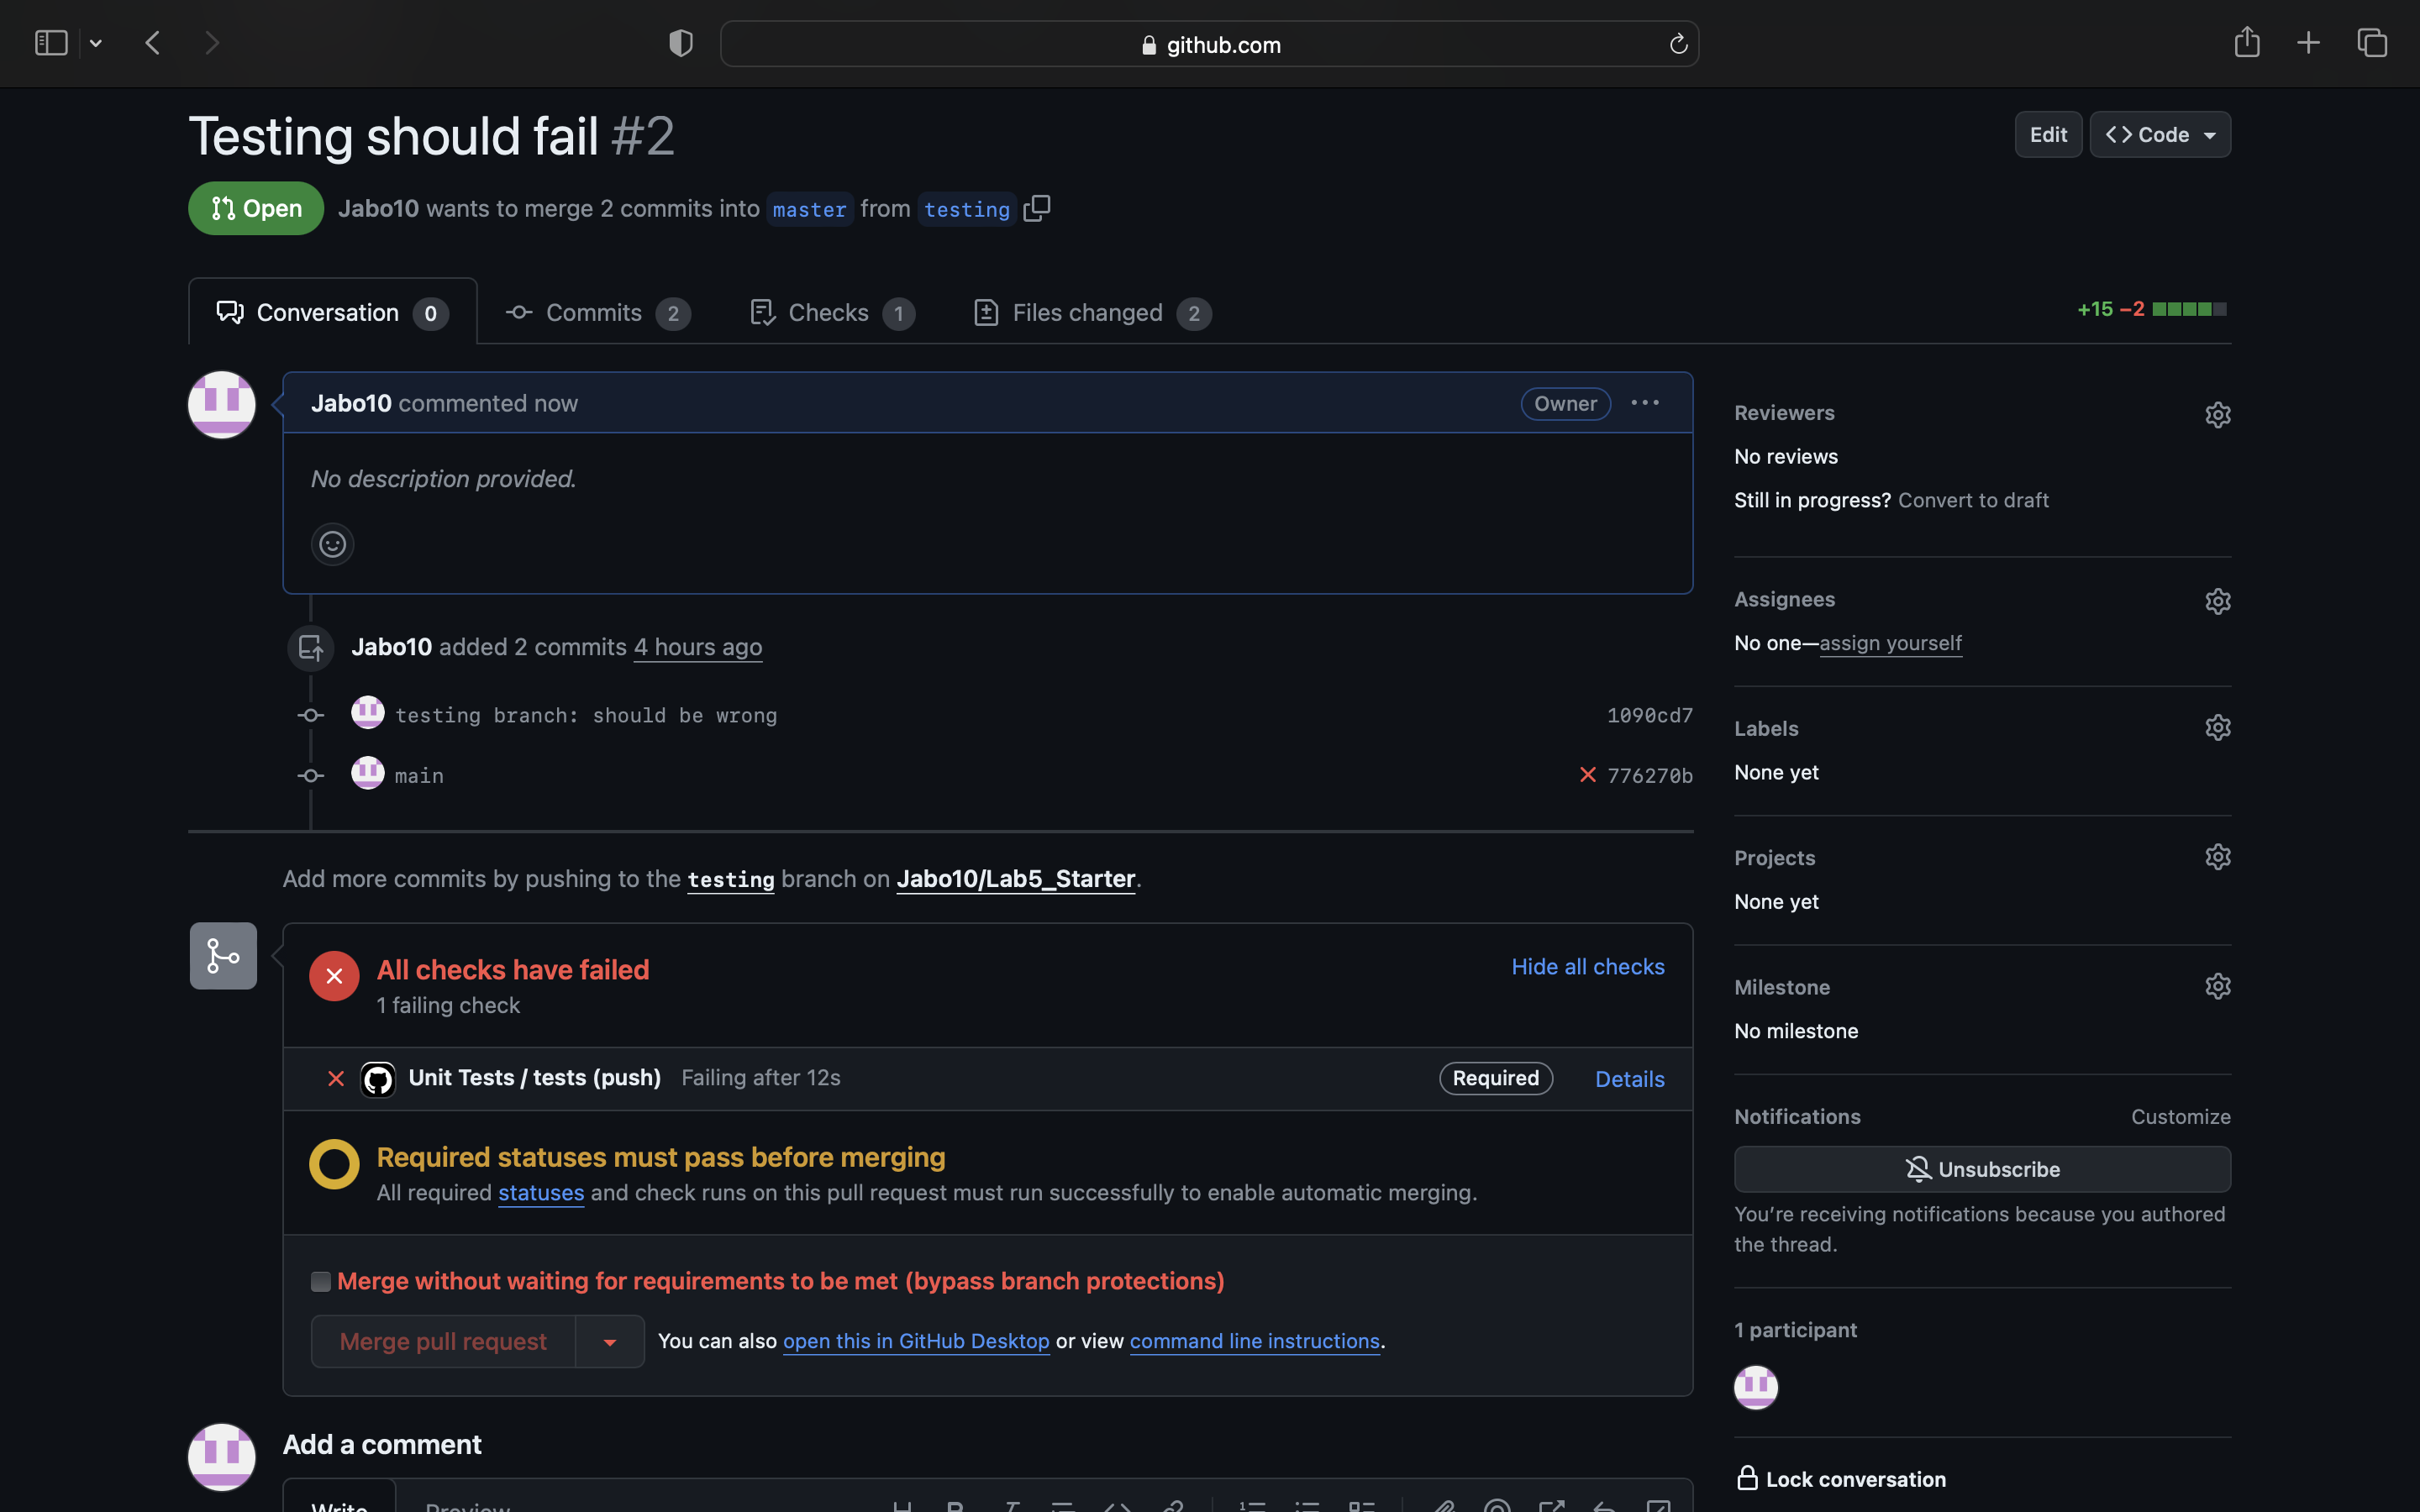 github.com
Testing should fail #2
Edit
Code
Open
Jabo10 wants to merge 2 commits into master from testing
Conversation 0
Commits 2
Checks 1
Files changed 2
+15 −2
Jabo10 commented now
Owner
No description provided.
Jabo10 added 2 commits 4 hours ago
testing branch: should be wrong 1090cd7
main 776270b
Add more commits by pushing to the testing branch on Jabo10/Lab5_Starter.
All checks have failed
Hide all checks
1 failing check
Unit Tests / tests (push) Failing after 12s
Required
Details
Required statuses must pass before merging
All required statuses and check runs on this pull request must run successfully to enable automatic merging.
Merge without waiting for requirements to be met (bypass branch protections)
Merge pull request
You can also open this in GitHub Desktop or view command line instructions.
Add a comment
Write
Preview
Reviewers
No reviews
Still in progress? Convert to draft
Assignees
No one—assign yourself
Labels
None yet
Projects
None yet
Milestone
No milestone
Notifications
Customize
Unsubscribe
You're receiving notifications because you authored
the thread.
1 participant
Lock conversation